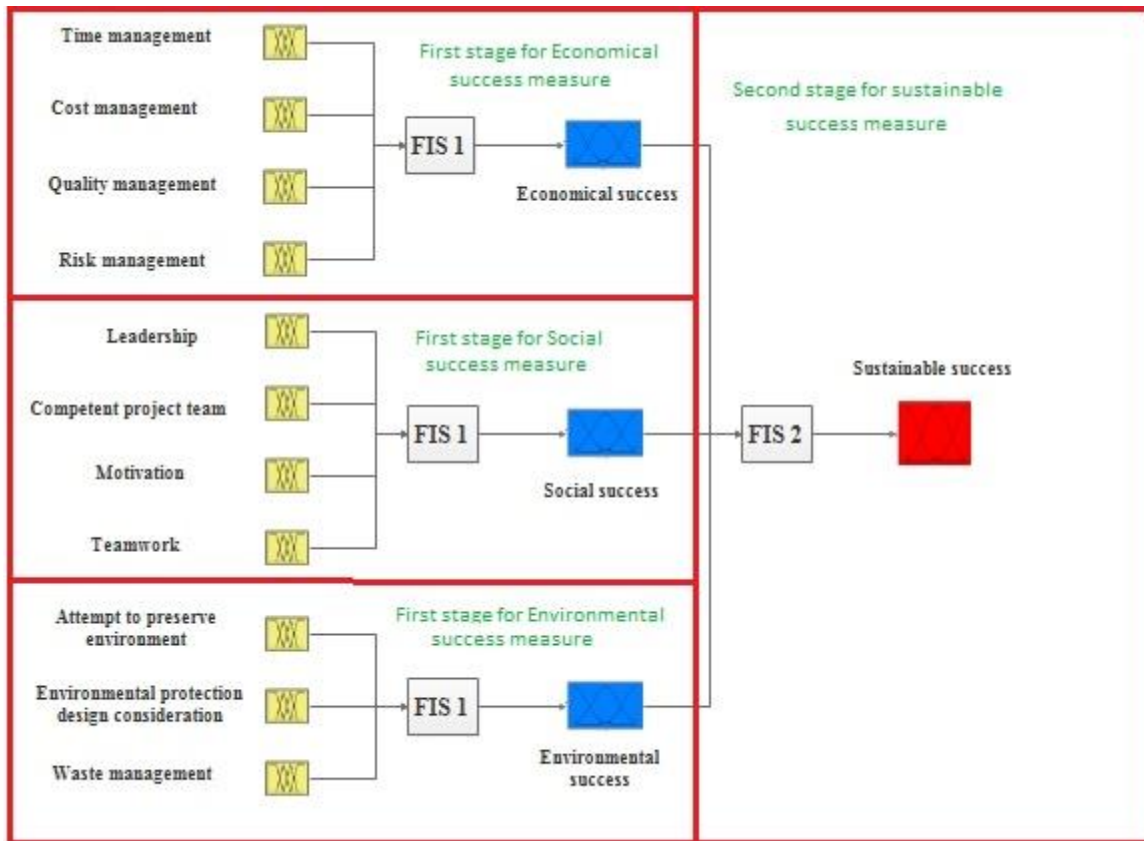 Time management
Cost management
Quality management
Risk management
First stage for Economical
success measure
FIS 1
Economical success
Leadership
Competent project team
Motivation
Teamwork
First stage for Social
success measure
FIS 1
Social success
Attempt to preserve
environment
Environmental protection
design consideration
Waste management
First stage for Environmental
success measure
FIS 1
Environmental
success
Second stage for sustainable
success measure
FIS 2
Sustainable success